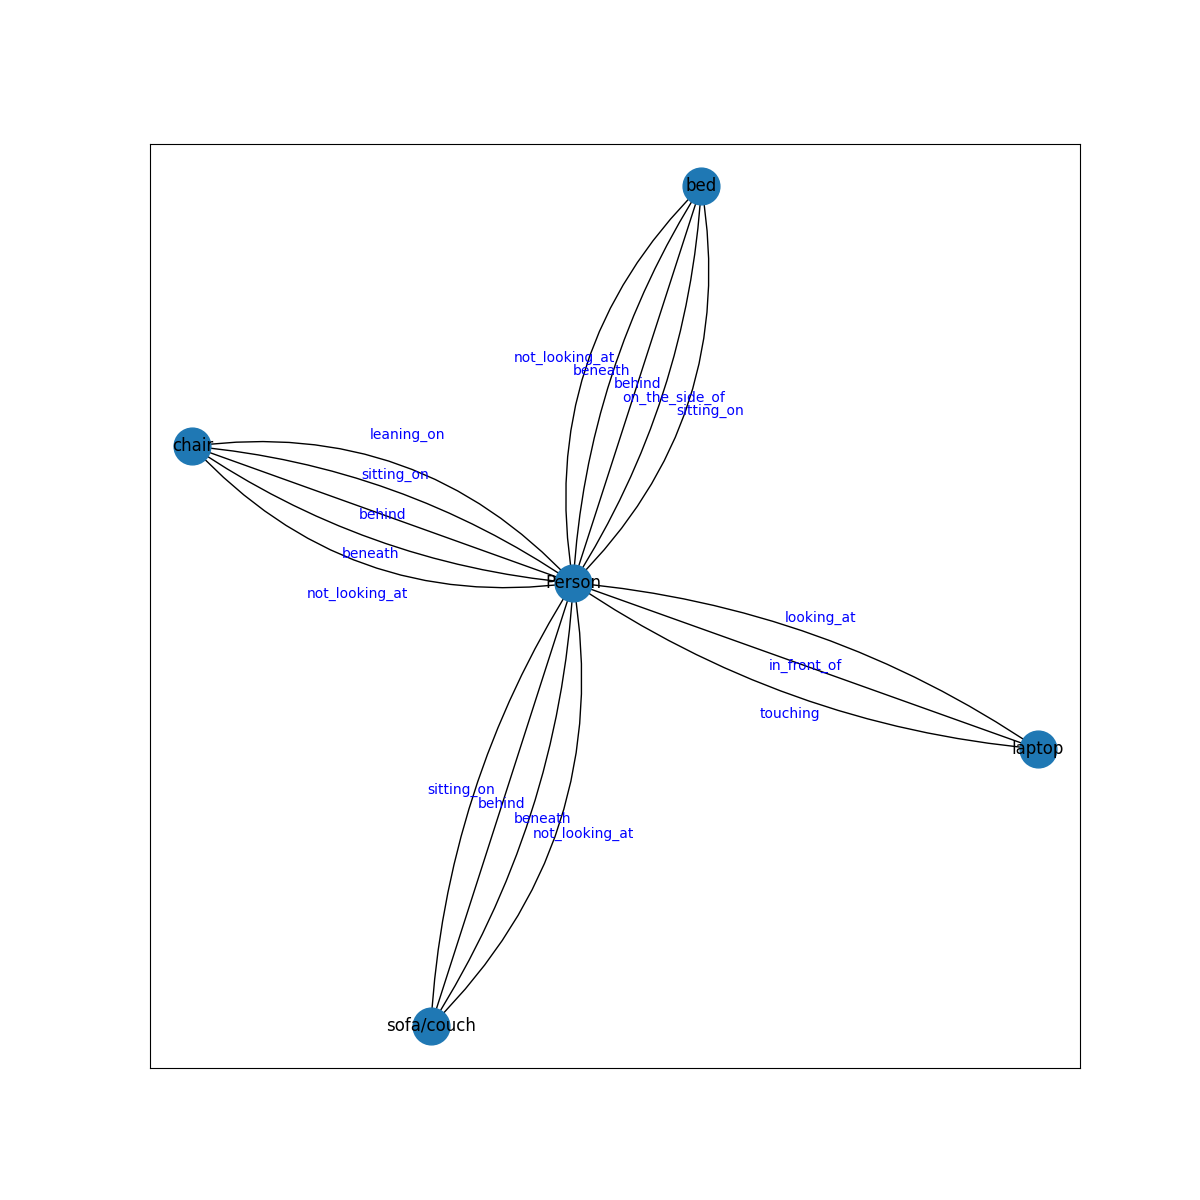 bed
not_looking_at
beneath
behind
on_the_side_of
sitting_on
chair
leaning_on
sitting_on
behind
beneath
not_looking_at
Person
looking_at
in_front_of
touching
laptop
sitting_on
behind
beneath
not_looking_at
sofa/couch